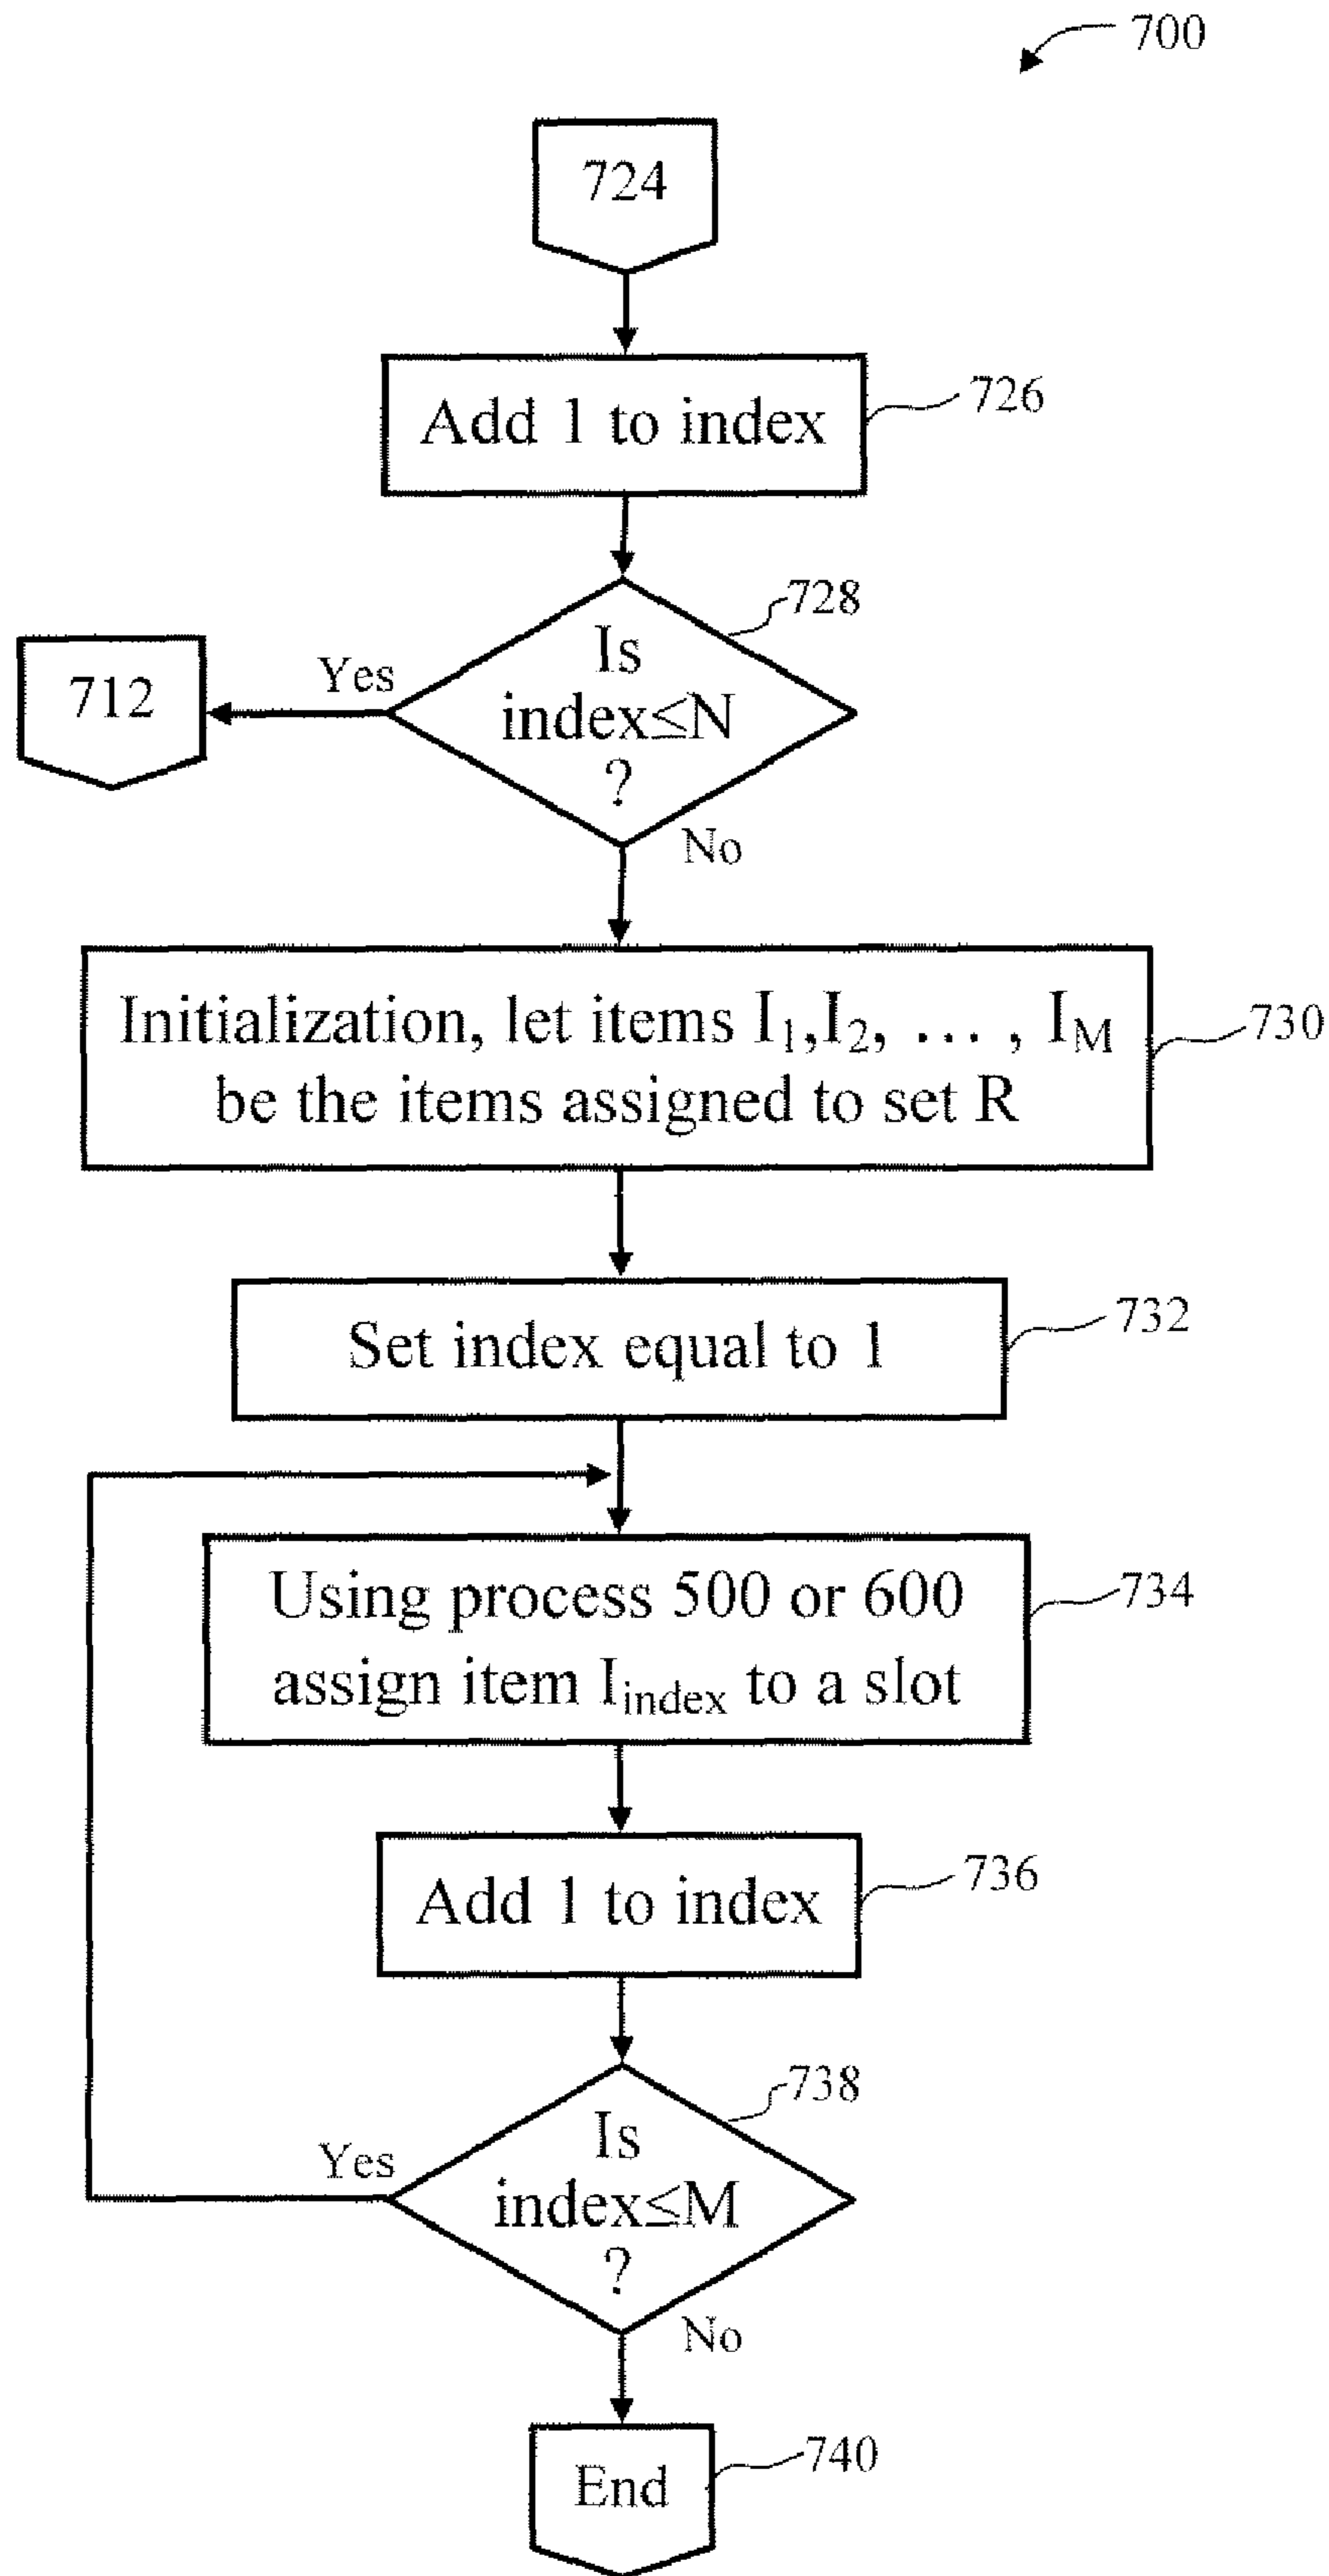 700
724
Add 1 to index
726
728
Is
index≤N
?
Yes
712
No
Initialization, let items I₁,I₂, … , I_M
be the items assigned to set R
730
Set index equal to 1
732
Using process 500 or 600
assign item I_index to a slot
734
Add 1 to index
736
738
Is
index≤M
?
Yes
No
End
740